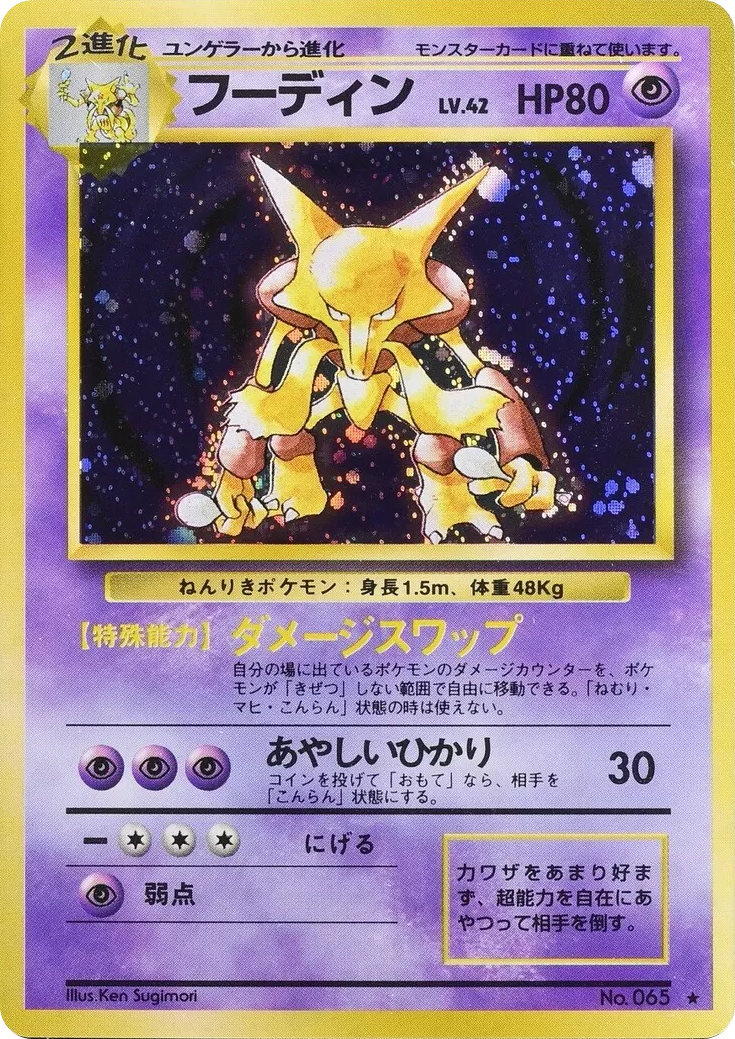 2進化 ユンゲラーから進化 モンスターカードに重ねて使います。
フーディン LV.42 HP80
ねんりきポケモン：身長1.5m、体重48Kg
【特殊能力】ダメージスワップ
自分の場に出ているポケモンのダメージカウンターを、ポケ
モンが「きぜつ」しない範囲で自由に移動できる。「ねむり・
マヒ・こんらん」状態の時は使えない。
あやしいひかり 30
コインを投げて「おもて」なら、相手を
「こんらん」状態にする。
ー にげる
弱点
力ワザをあまり好ま
ず、超能力を自在にあ
やつって相手を倒す。
Illus.Ken Sugimori No.065 ★